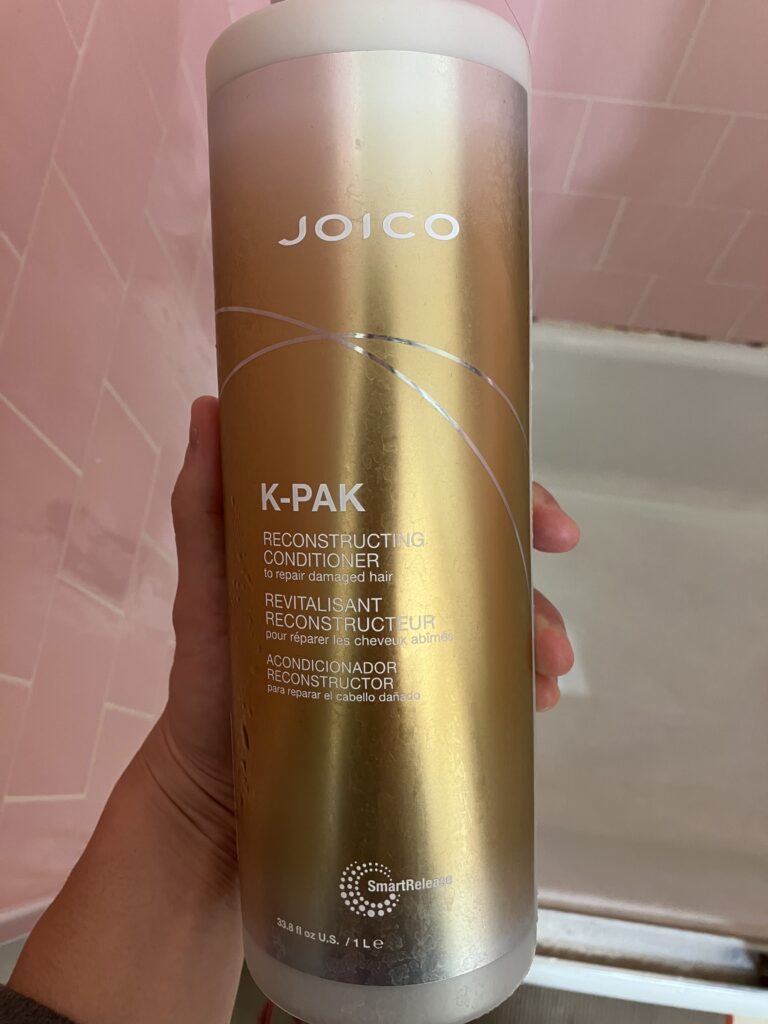 JOICO
K-PAK
RECONSTRUCTING
CONDITIONER
to repair damaged hair
REVITALISANT
RECONSTRUCTEUR
pour réparer les cheveux abîmés
ACONDICIONADOR
RECONSTRUCTOR
para reparar el cabello dañado
SmartRelease
33.8 fl oz U.S. / 1 L ℮